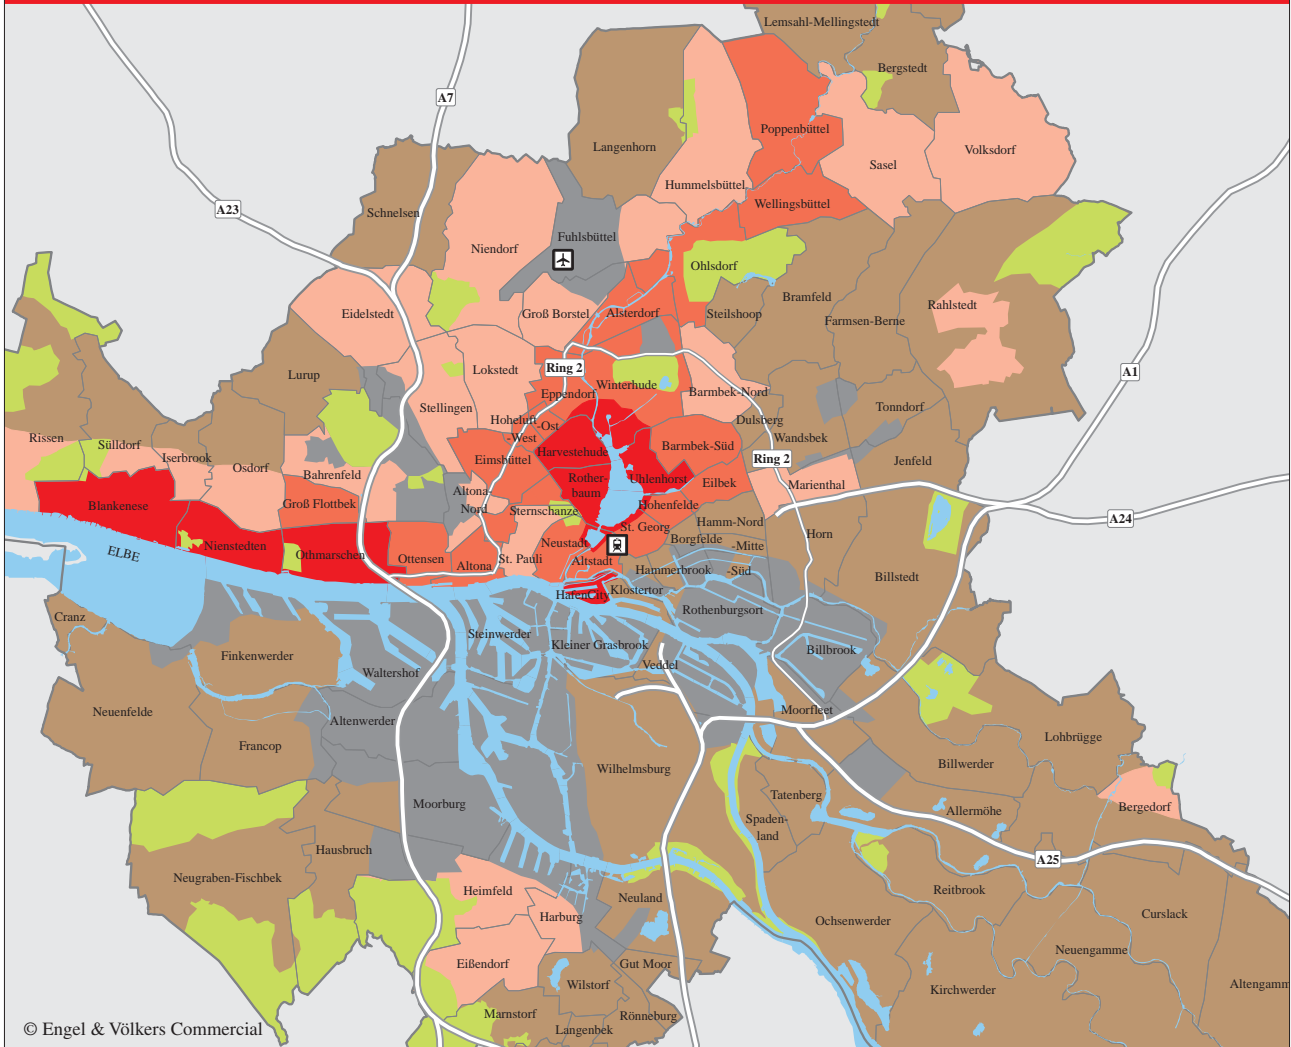 Lemsahl-Mellingstedt
Bergstedt
A7
Poppenbüttel
Langenhorn
Volksdorf
Sasel
Hummelsbüttel
Wellingsbüttel
A23
Schnelsen
Fuhlsbüttel
Niendorf
Ohlsdorf
Bramfeld
Rahlstedt
Eidelstedt
Groß Borstel
Alsterdorf
Steilshoop
Farmsen-Berne
Ring 2
Lokstedt
A1
Lurup
Winterhude
Eppendorf
Barmbek-Nord
Stellingen
Tonndorf
Hoheluft
-Ost
-West
Dulsberg
Wandsbek
Rissen
Sülldorf
Iserbrook
Osdorf
Harvestehude
Barmbek-Süd
Eimsbüttel
Ring 2
Jenfeld
Bahrenfeld
Rother-
baum
Uhlenhorst
Eilbek
Marienthal
Blankenese
Groß Flottbek
Altona-
Nord
Sternschanze
Hohenfelde
St. Georg
Hamm-Nord
A24
Borgfelde
-Mitte
Horn
Nienstedten
Othmarschen
Neustadt
ELBE
Ottensen
Altona
St. Pauli
Altstadt
Hammerbrook
-Süd
Billstedt
HafenCity
Klostertor
Rothenburgsort
Cranz
Steinwerder
Kleiner Grasbrook
Billbrook
Finkenwerder
Waltershof
Veddel
Neuenfelde
Altenwerder
Moorfleet
Francop
Lohbrügge
Wilhelmsburg
Billwerder
Moorburg
Tatenberg
Allermöhe
Bergedorf
Spaden-
land
Hausbruch
A25
Neugraben-Fischbek
Heimfeld
Neuland
Reitbrook
Harburg
Ochsenwerder
Curslack
Eißendorf
Gut Moor
Neuengamme
Wilstorf
Kirchwerder
Altengamm
Marnstorf
Rönneburg
Langenbek
© Engel & Völkers Commercial